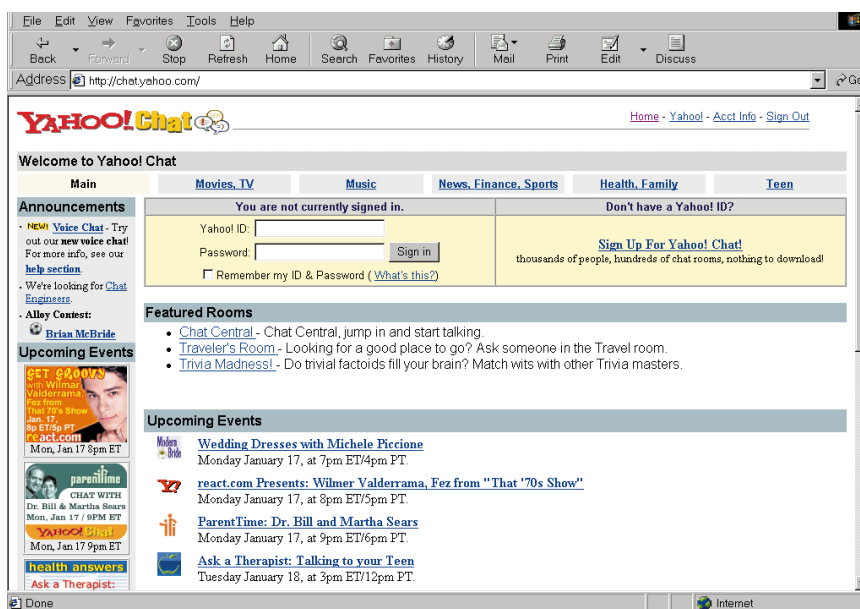 File Edit View Favorites Tools Help
Back Forward Stop Refresh Home Search Favorites History Mail Print Edit Discuss
Address http://chat.yahoo.com/ Go
YAHOO! Chat
Home - Yahoo! - Acct Info - Sign Out
Welcome to Yahoo! Chat
Main Movies, TV Music News, Finance, Sports Health, Family Teen
Announcements
· NEW! Voice Chat - Try
out our new voice chat!
For more info, see our
help section.
· We're looking for Chat
Engineers.
· Alloy Contest:
Brian McBride
Upcoming Events
GET GROOVY
with Wilmar
Valderrama,
Fez from
That 70's Show
Jan. 17,
8p ET/5p PT
react.com
Mon, Jan 17 8pm ET
parentime
CHAT WITH
Dr. Bill & Martha Sears
Mon, Jan 17 / 9PM ET
YAHOO! Chat
Mon, Jan 17 9pm ET
health answers
Ask a Therapist:
You are not currently signed in.
Yahoo! ID:
Password: Sign in
Remember my ID & Password ( What's this?)
Don't have a Yahoo! ID?
Sign Up For Yahoo! Chat!
thousands of people, hundreds of chat rooms, nothing to download!
Featured Rooms
• Chat Central - Chat Central, jump in and start talking.
• Traveler's Room - Looking for a good place to go? Ask someone in the Travel room.
• Trivia Madness! - Do trivial factoids fill your brain? Match wits with other Trivia masters.
Upcoming Events
Modern
Bride
Wedding Dresses with Michele Piccione
Monday January 17, at 7pm ET/4pm PT.
Y?
react.com Presents: Wilmer Valderrama, Fez from "That '70s Show"
Monday January 17, at 8pm ET/5pm PT.
ParentTime: Dr. Bill and Martha Sears
Monday January 17, at 9pm ET/6pm PT.
Ask a Therapist: Talking to your Teen
Tuesday January 18, at 3pm ET/12pm PT.
Done Internet